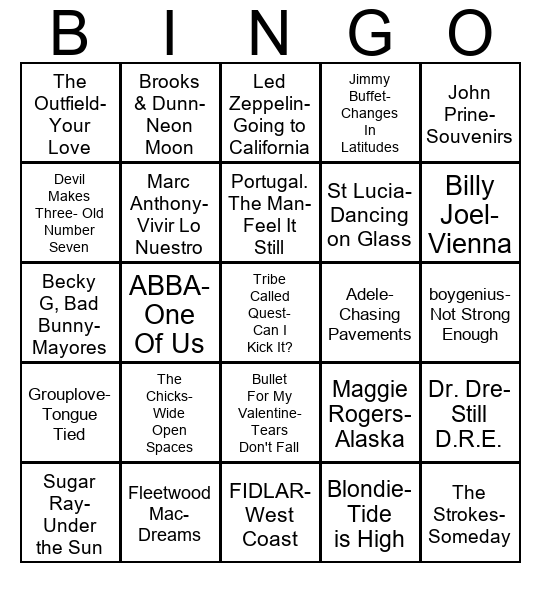 B I N G O
The
Outfield-
Your
Love
Brooks
& Dunn-
Neon
Moon
Led
Zeppelin-
Going to
California
Jimmy
Buffet-
Changes
In
Latitudes
John
Prine-
Souvenirs
Devil
Makes
Three- Old
Number
Seven
Marc
Anthony-
Vivir Lo
Nuestro
Portugal.
The Man-
Feel It
Still
St Lucia-
Dancing
on Glass
Billy
Joel-
Vienna
Becky
G, Bad
Bunny-
Mayores
ABBA-
One
Of Us
Tribe
Called
Quest-
Can I
Kick It?
Adele-
Chasing
Pavements
boygenius-
Not Strong
Enough
Grouplove-
Tongue
Tied
The
Chicks-
Wide
Open
Spaces
Bullet
For My
Valentine-
Tears
Don't Fall
Maggie
Rogers-
Alaska
Dr. Dre-
Still
D.R.E.
Sugar
Ray-
Under
the Sun
Fleetwood
Mac-
Dreams
FIDLAR-
West
Coast
Blondie-
Tide
is High
The
Strokes-
Someday